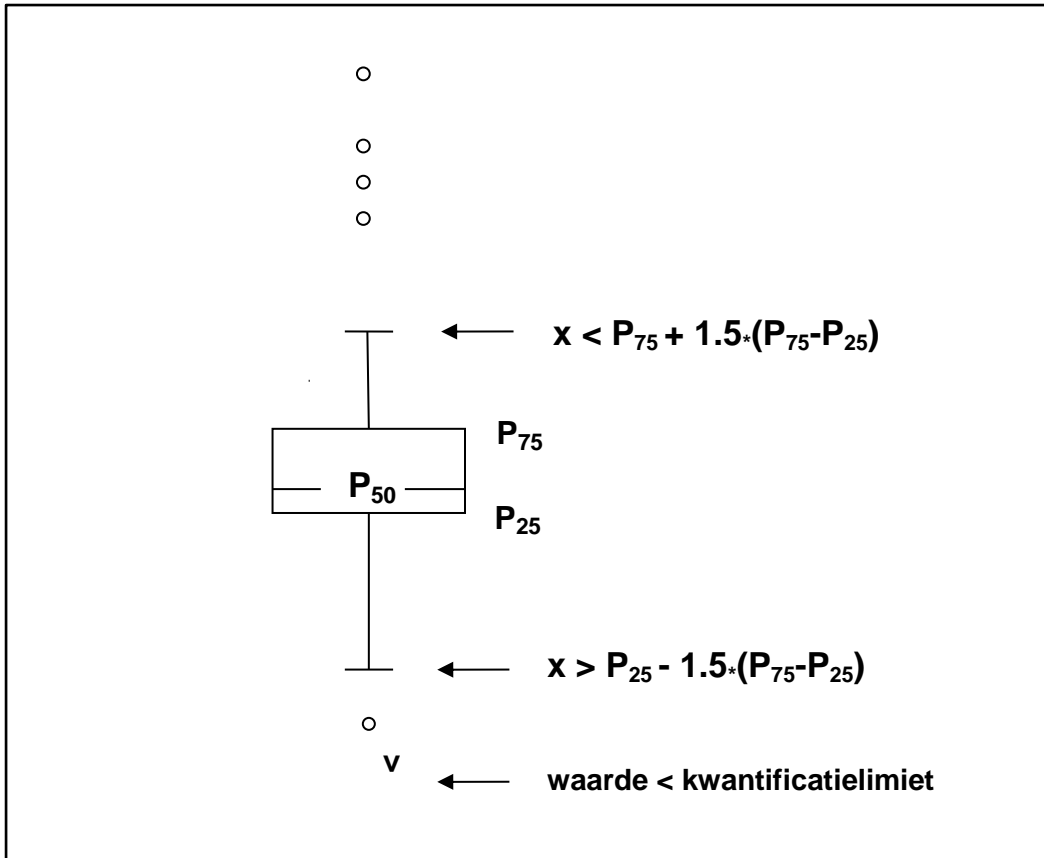 x < P₇₅ + 1.5*(P₇₅-P₂₅)
P₇₅
P₅₀
P₂₅
x > P₂₅ - 1.5*(P₇₅-P₂₅)
v
waarde < kwantificatielimiet